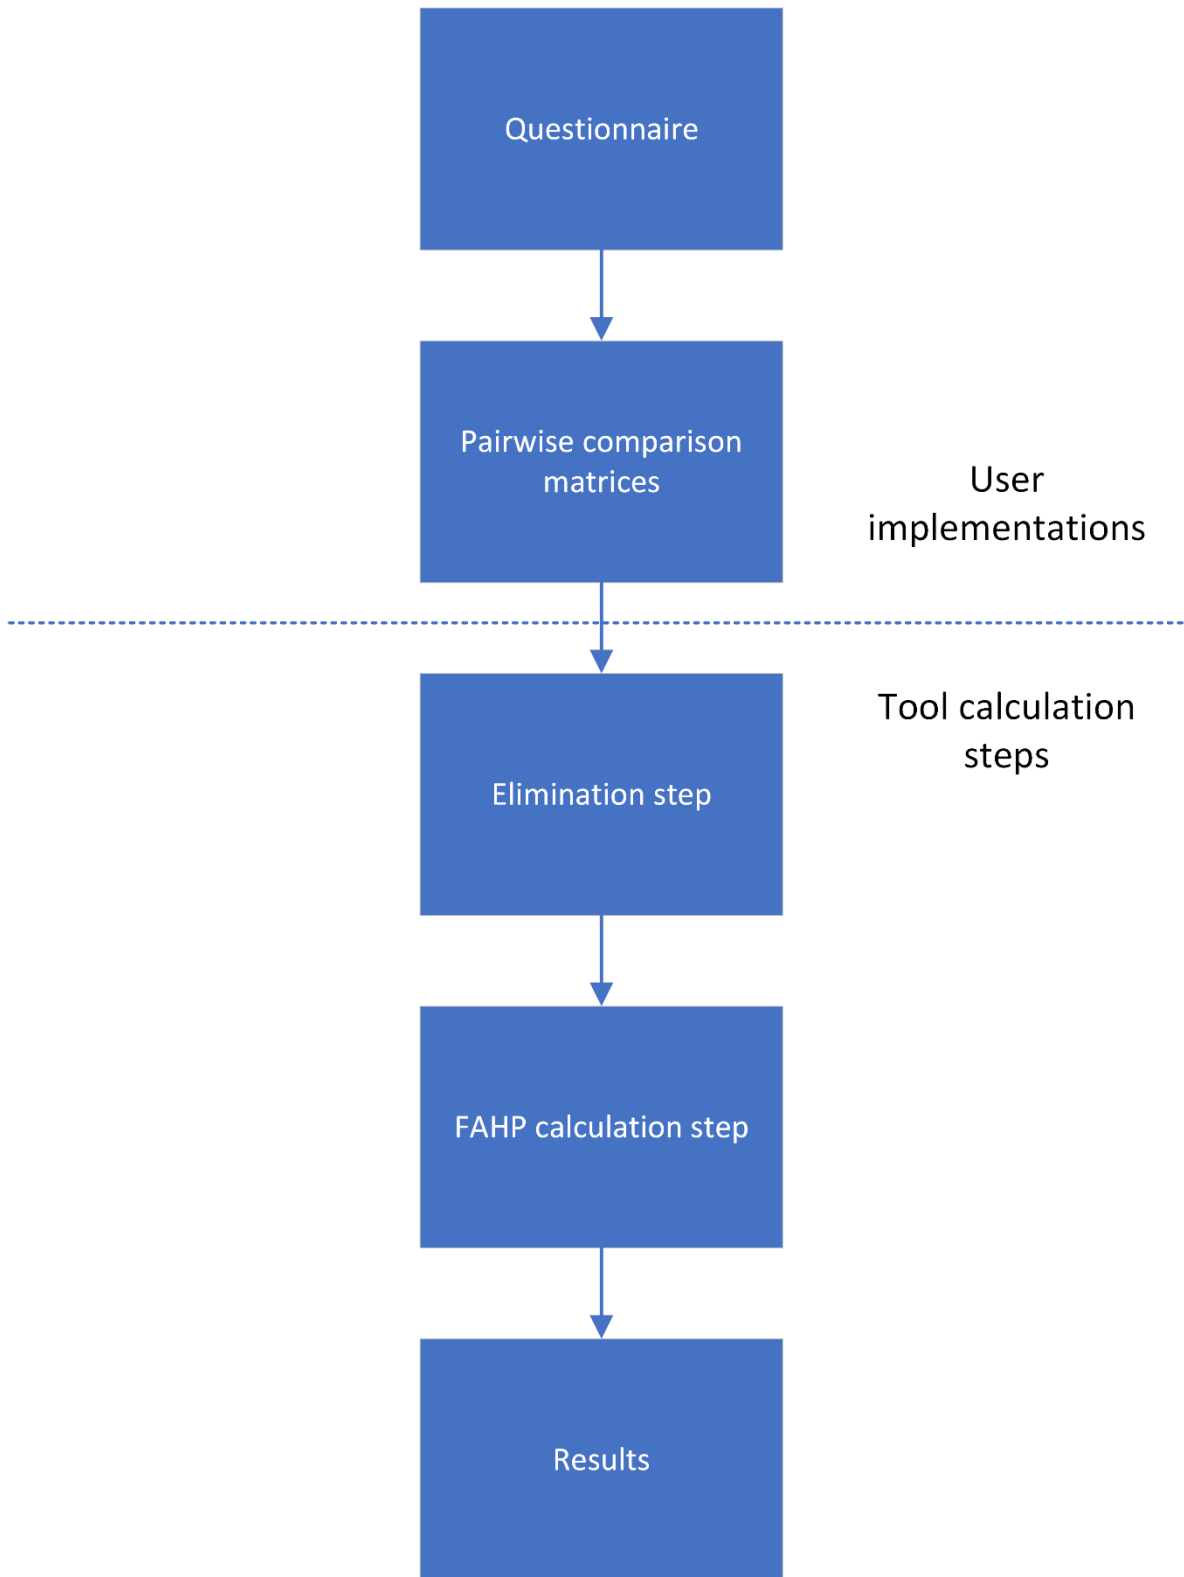 Questionnaire
Pairwise comparison
matrices
User
implementations
Tool calculation
steps
Elimination step
FAHP calculation step
Results